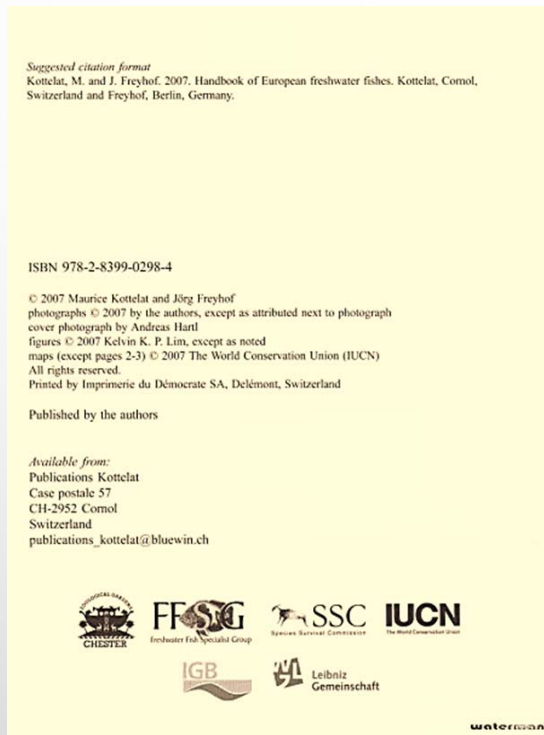 Suggested citation format
Kottelat, M. and J. Freyhof. 2007. Handbook of European freshwater fishes. Kottelat, Cornol,
Switzerland and Freyhof, Berlin, Germany.
ISBN 978-2-8399-0298-4
© 2007 Maurice Kottelat and Jörg Freyhof
photographs © 2007 by the authors, except as attributed next to photograph
cover photograph by Andreas Hartl
figures © 2007 Kelvin K. P. Lim, except as noted
maps (except pages 2-3) © 2007 The World Conservation Union (IUCN)
All rights reserved.
Printed by Imprimerie du Démocrate SA, Delémont, Switzerland
Published by the authors
Available from:
Publications Kottelat
Case postale 57
CH-2952 Cornol
Switzerland
publications_kottelat@bluewin.ch
ZOOLOGICAL GARDENS
CHESTER
FFSG
Freshwater Fish Specialist Group
SSC
Species Survival Commission
IUCN
The World Conservation Union
IGB
Leibniz
Gemeinschaft
waterman